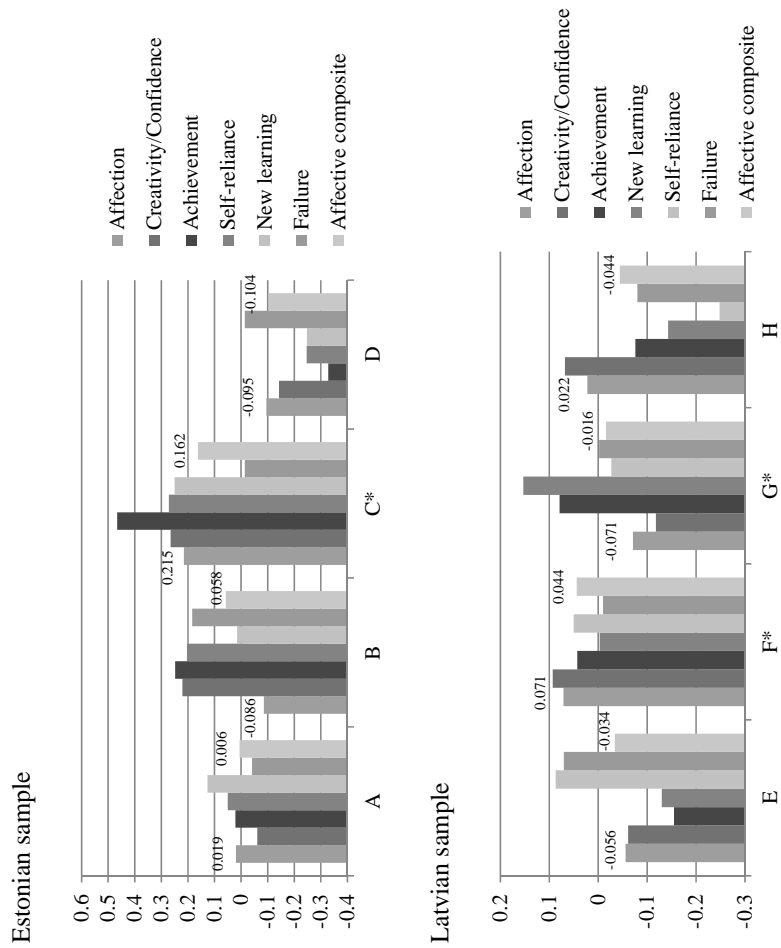 Estonian sample
0.6
0.5
0.4
0.3
0.2
0.1
0
-0.1
-0.2
-0.3
-0.4
0.019
0.006
-0.086
0.058
0.215
0.162
-0.095
-0.104
A
B
C*
D
Affection
Creativity/Confidence
Achievement
Self-reliance
New learning
Failure
Affective composite
Latvian sample
0.2
0.1
0
-0.1
-0.2
-0.3
-0.056
-0.034
0.071
0.044
-0.071
-0.016
0.022
-0.044
E
F*
G*
H
Affection
Creativity/Confidence
Achievement
New learning
Self-reliance
Failure
Affective composite